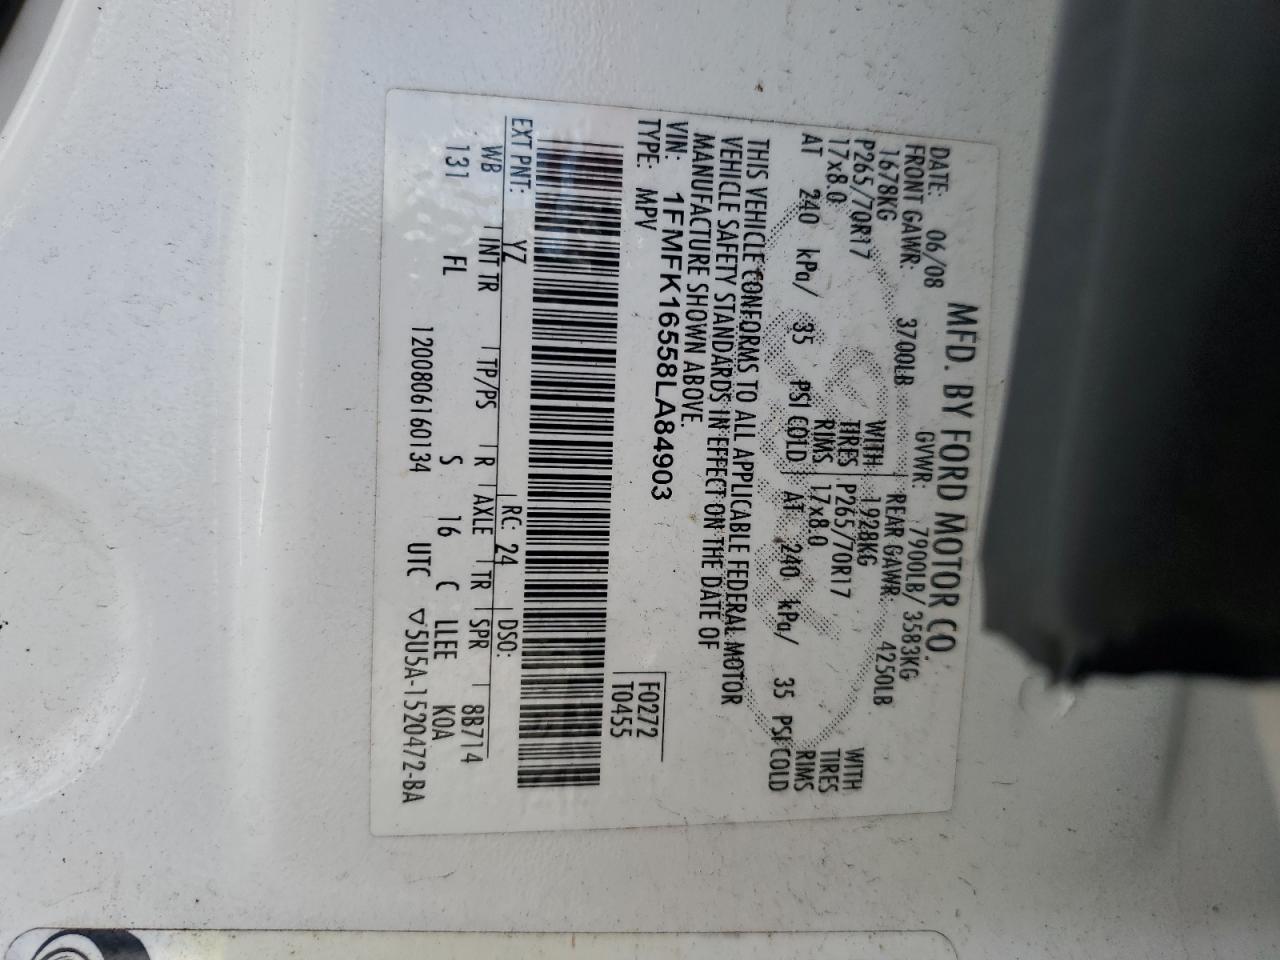 MFD. BY FORD MOTOR CO.
DATE: 06/08 GVWR: 7900LB/ 3583KG
FRONT GAWR: 3700LB REAR GAWR: 4250LB
1678KG WITH 1928KG WITH
P265/70R17 TIRES P265/70R17 TIRES
17x8.0 RIMS 17x8.0 RIMS
AT 240 kPa/ 35 PSI COLD AT 240 kPa/ 35 PSI COLD
THIS VEHICLE CONFORMS TO ALL APPLICABLE FEDERAL MOTOR
VEHICLE SAFETY STANDARDS IN EFFECT ON THE DATE OF
MANUFACTURE SHOWN ABOVE.
VIN: 1FMFK16558LA84903
TYPE: MPV
F0272
T0455
EXT PNT: YZ RC: 24 DSO:
WB INT TR TP/PS R AXLE TR SPR 8B714
131 FL S 16 C LLEE KOA
1200806160134 UTC ▽5U5A-1520472-BA